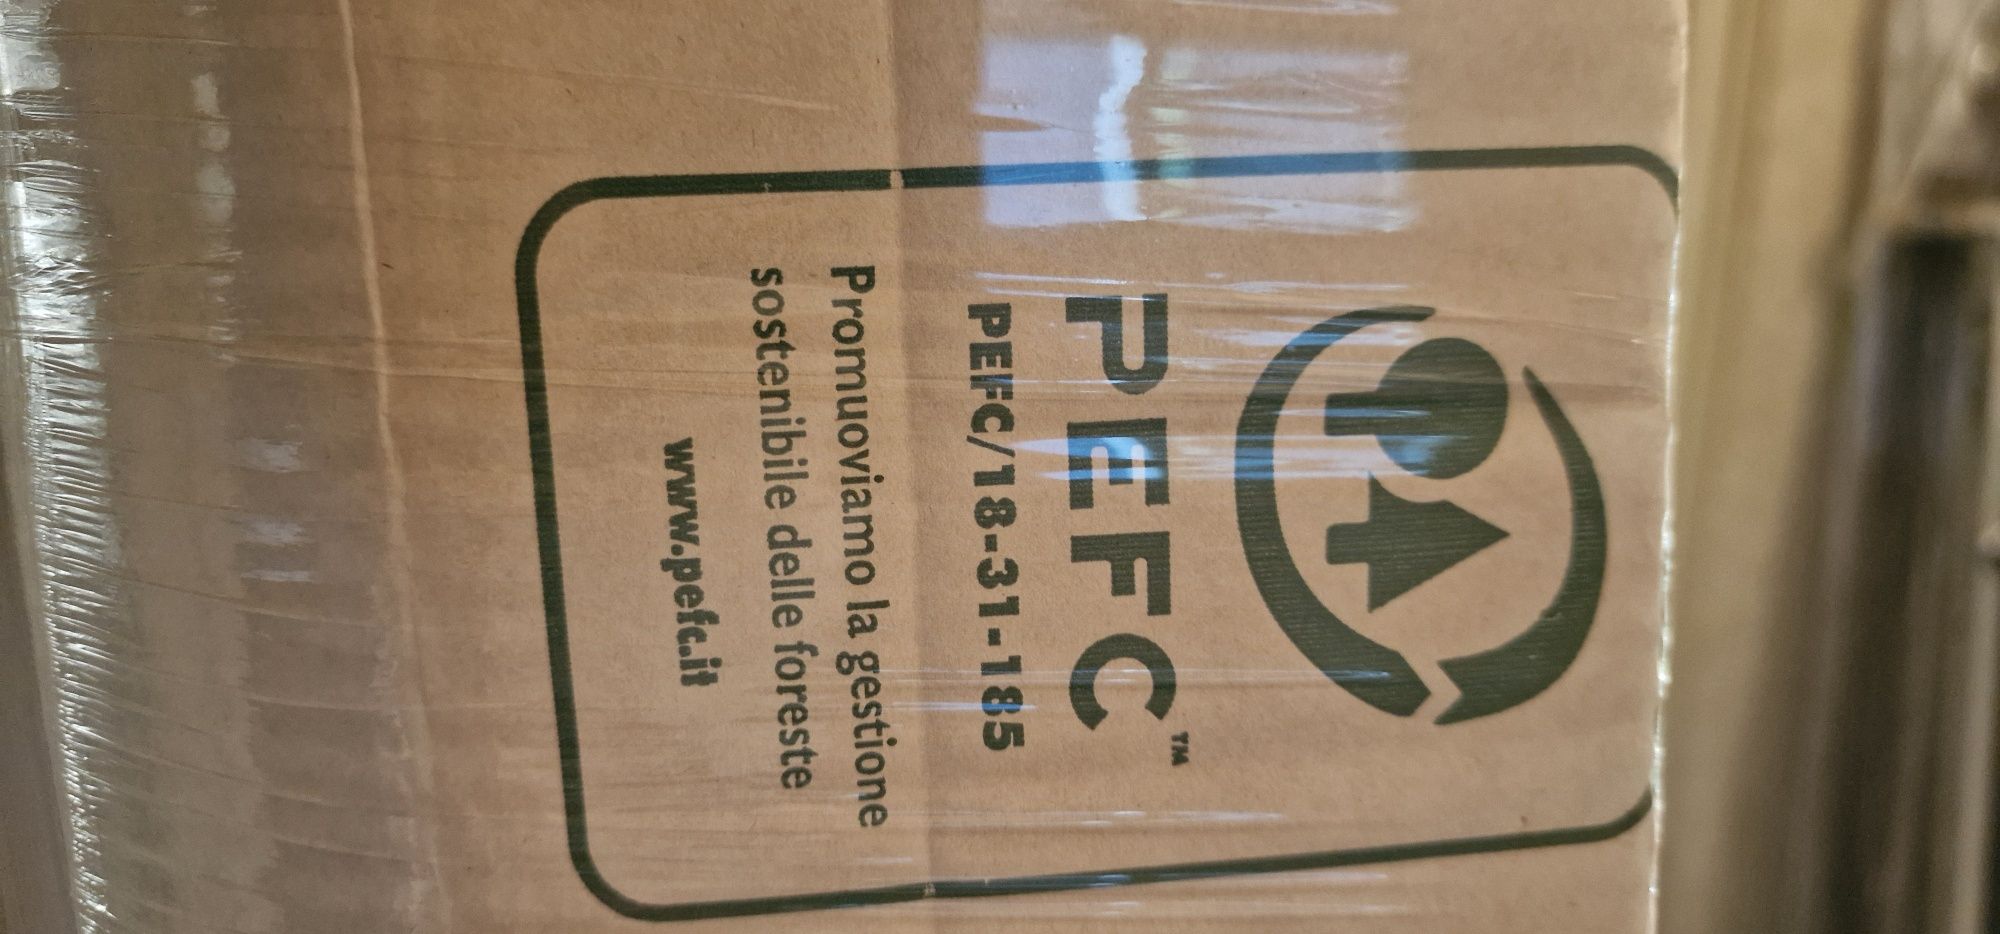 PEFC™
PEFC/18-31-185
Promuoviamo la gestione
sostenibile delle foreste
www.pefc.it